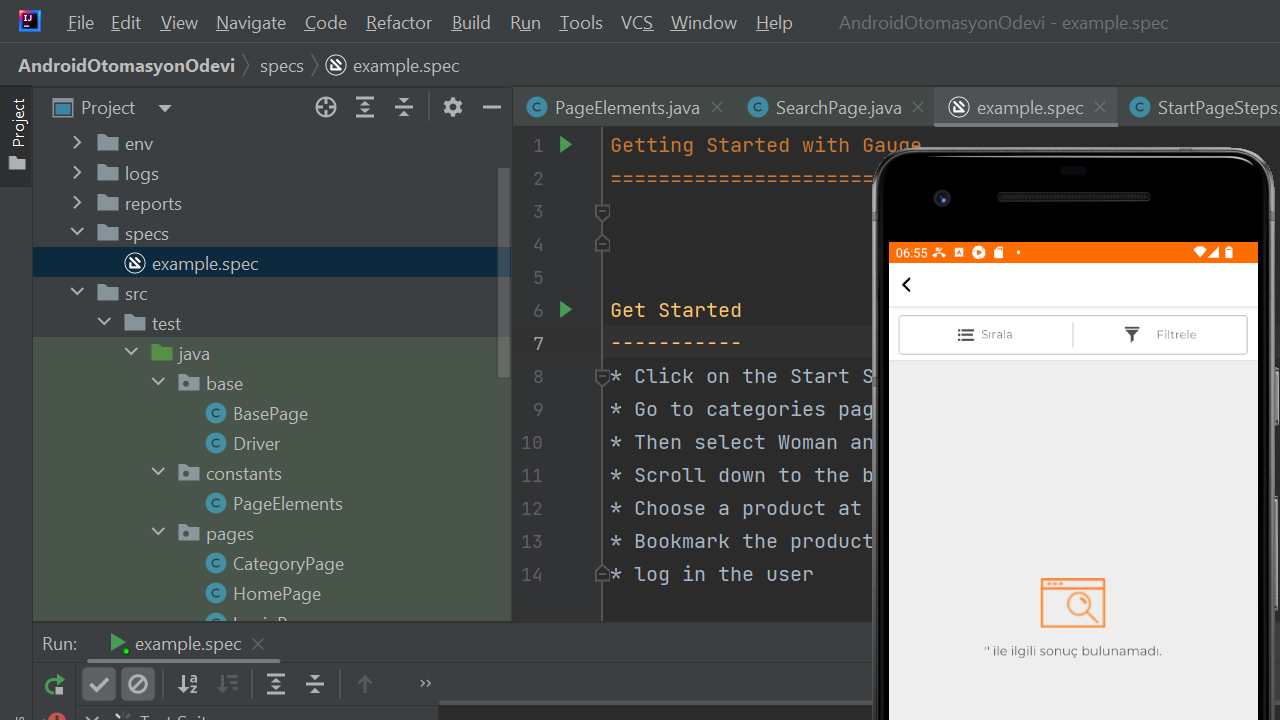 File Edit View Navigate Code Refactor Build Run Tools VCS Window Help AndroidOtomasyonOdevi - example.spec
AndroidOtomasyonOdevi specs example.spec
Project
Project
env
logs
reports
specs
example.spec
src
test
java
base
BasePage
Driver
constants
PageElements
pages
CategoryPage
HomePage
PageElements.java SearchPage.java example.spec StartPageSteps.
1 Getting Started with Gauge
2 ======================
3
4
5
6 Get Started
7 -----------
8 * Click on the Start S
9 * Go to categories pag
10 * Then select Woman an
11 * Scroll down to the b
12 * Choose a product at
13 * Bookmark the product
14 * log in the user
06:55
Sırala Filtrele
'' ile ilgili sonuç bulunamadı.
Run: example.spec